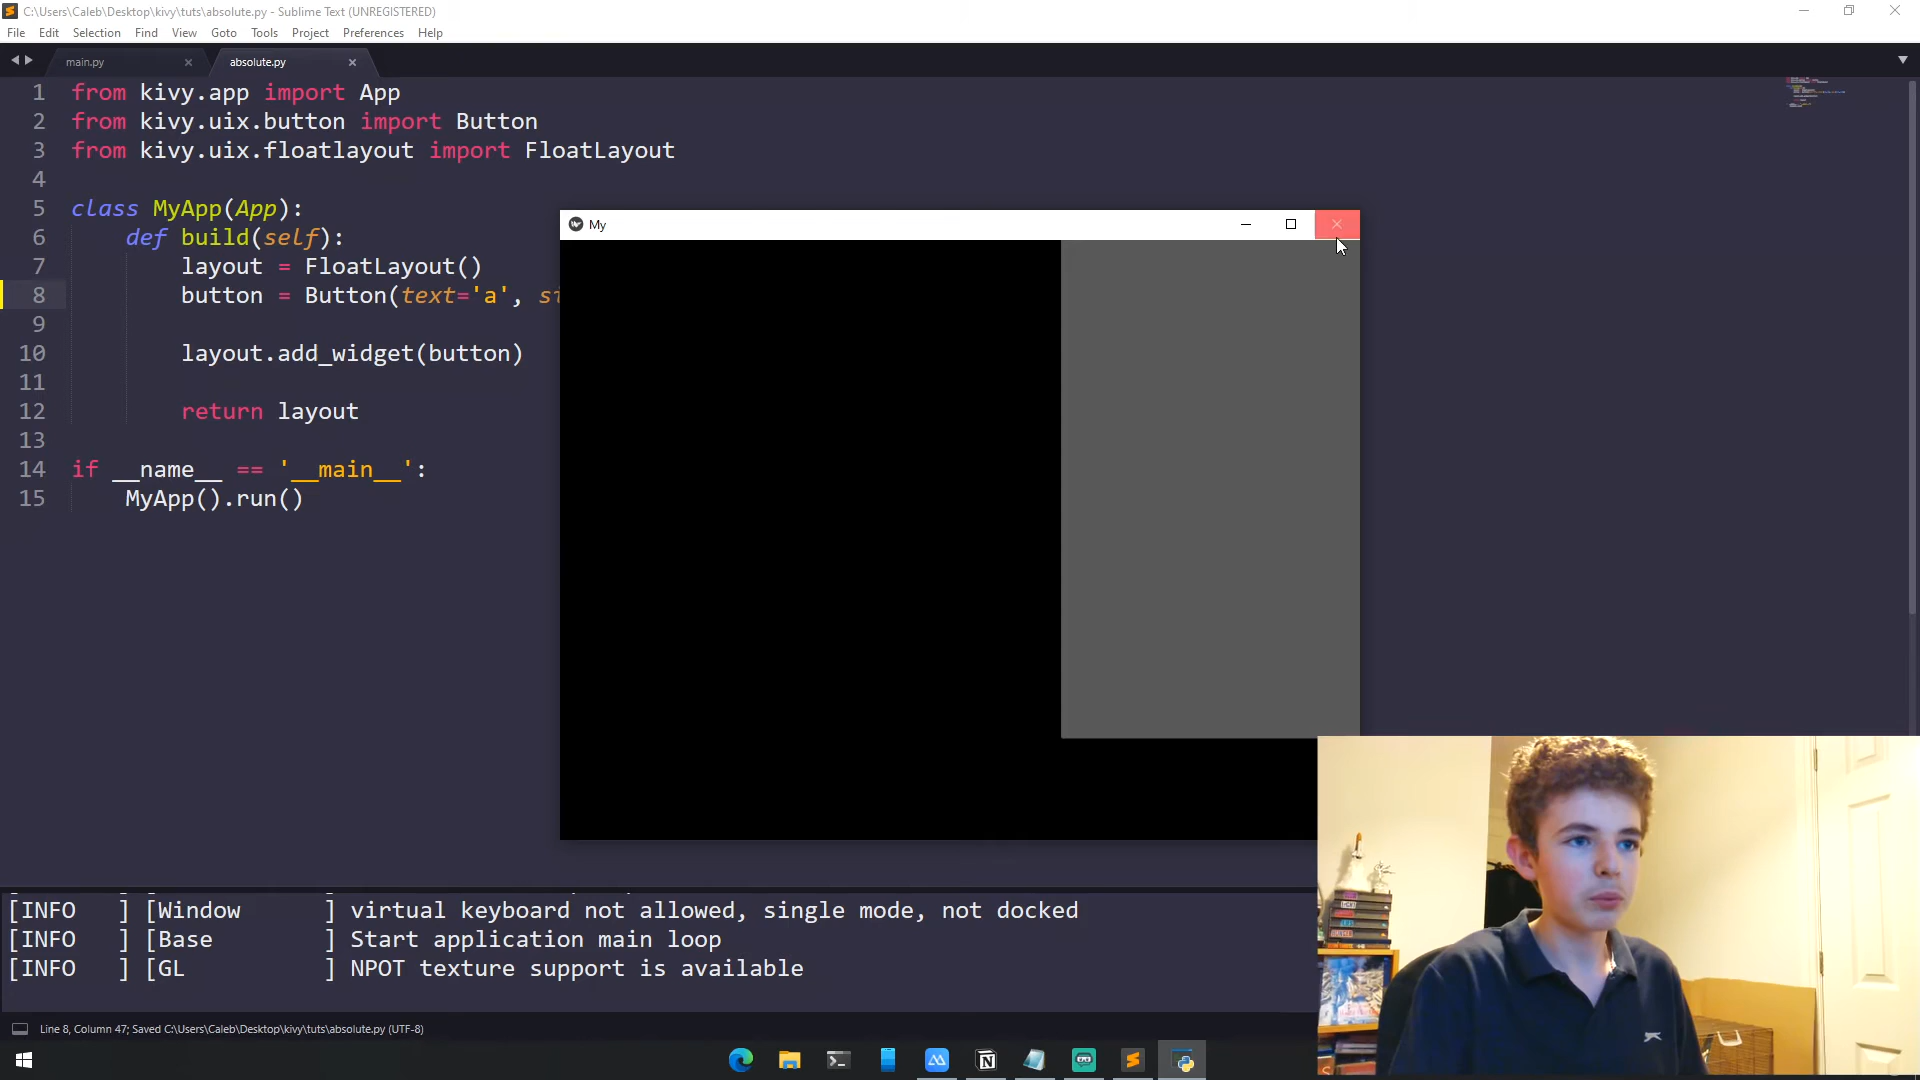 C:\Users\Caleb\Desktop\kivy\tuts\absolute.py - Sublime Text (UNREGISTERED)
File Edit Selection Find View Goto Tools Project Preferences Help
main.py × absolute.py ×
1 from kivy.app import App
2 from kivy.uix.button import Button
3 from kivy.uix.floatlayout import FloatLayout
4
5 class MyApp(App):
6 def build(self):
7 layout = FloatLayout()
8 button = Button(text='a', si
9
10 layout.add_widget(button)
11
12 return layout
13
14 if __name__ == '__main__':
15 MyApp().run()
My
[INFO ] [Window ] virtual keyboard not allowed, single mode, not docked
[INFO ] [Base ] Start application main loop
[INFO ] [GL ] NPOT texture support is available
Line 8, Column 47; Saved C:\Users\Caleb\Desktop\kivy\tuts\absolute.py (UTF-8)